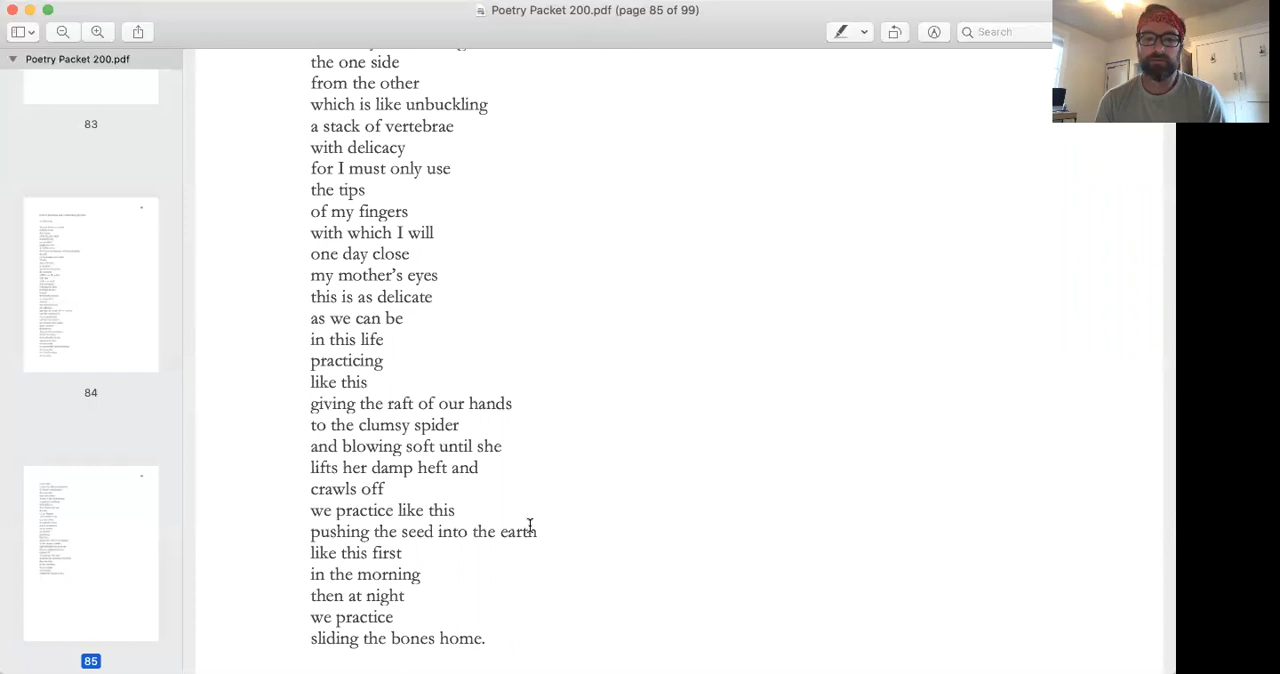 Poetry Packet 200.pdf (page 85 of 99)
Search
Poetry Packet 200.pdf
83
84
85
the one side
from the other
which is like unbuckling
a stack of vertebrae
with delicacy
for I must only use
the tips
of my fingers
with which I will
one day close
my mother's eyes
this is as delicate
as we can be
in this life
practicing
like this
giving the raft of our hands
to the clumsy spider
and blowing soft until she
lifts her damp heft and
crawls off
we practice like this
pushing the seed into the earth
like this first
in the morning
then at night
we practice
sliding the bones home.